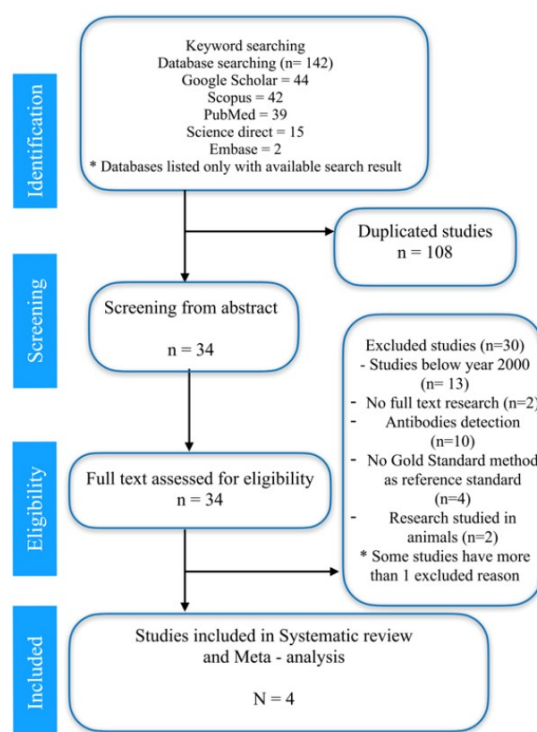 Identification
Keyword searching
Database searching (n= 142)
Google Scholar = 44
Scopus = 42
PubMed = 39
Science direct = 15
Embase = 2
* Databases listed only with available search result
Duplicated studies
n = 108
Screening
Screening from abstract
n = 34
Excluded studies (n=30)
- Studies below year 2000
(n= 13)
- No full text research (n=2)
- Antibodies detection
(n=10)
- No Gold Standard method
as reference standard
(n=4)
- Research studied in
animals (n=2)
* Some studies have more
than 1 excluded reason
Eligibility
Full text assessed for eligibility
n = 34
Included
Studies included in Systematic review
and Meta - analysis
N = 4